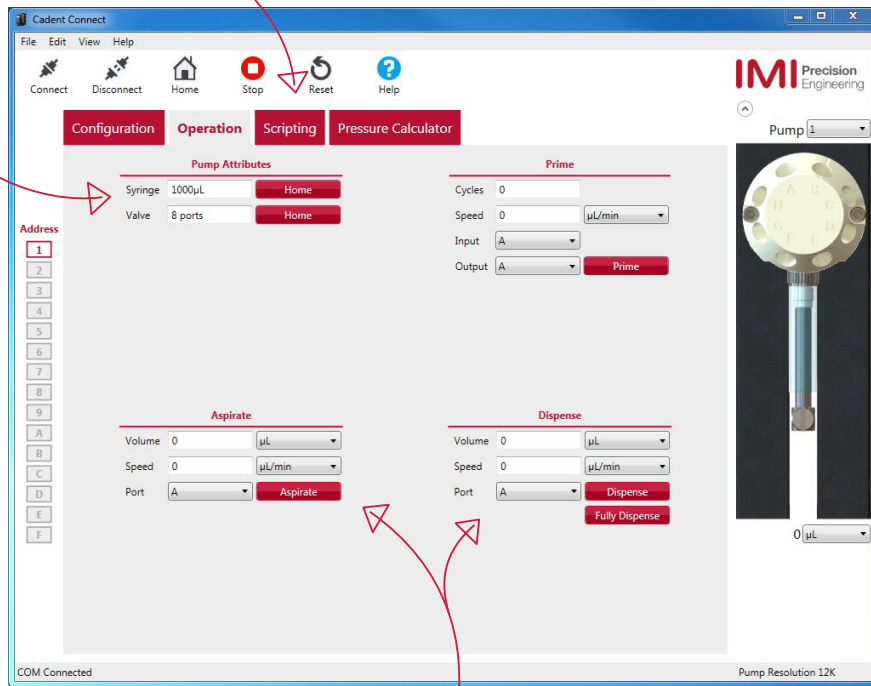 Cadent Connect
File Edit View Help
Connect Disconnect Home Stop Reset Help
IMI Precision Engineering
Configuration Operation Scripting Pressure Calculator
Pump 1
Pump Attributes
Syringe 1000µL Home
Valve 8 ports Home
Prime
Cycles 0
Speed 0 µL/min
Input A
Output A Prime
Address
1
2
3
4
5
6
7
8
9
A
B
C
D
E
F
Aspirate
Volume 0 µL
Speed 0 µL/min
Port A Aspirate
Dispense
Volume 0 µL
Speed 0 µL/min
Port A Dispense
Fully Dispense
A B
H C
G D
F E
0 µL
COM Connected
Pump Resolution 12K